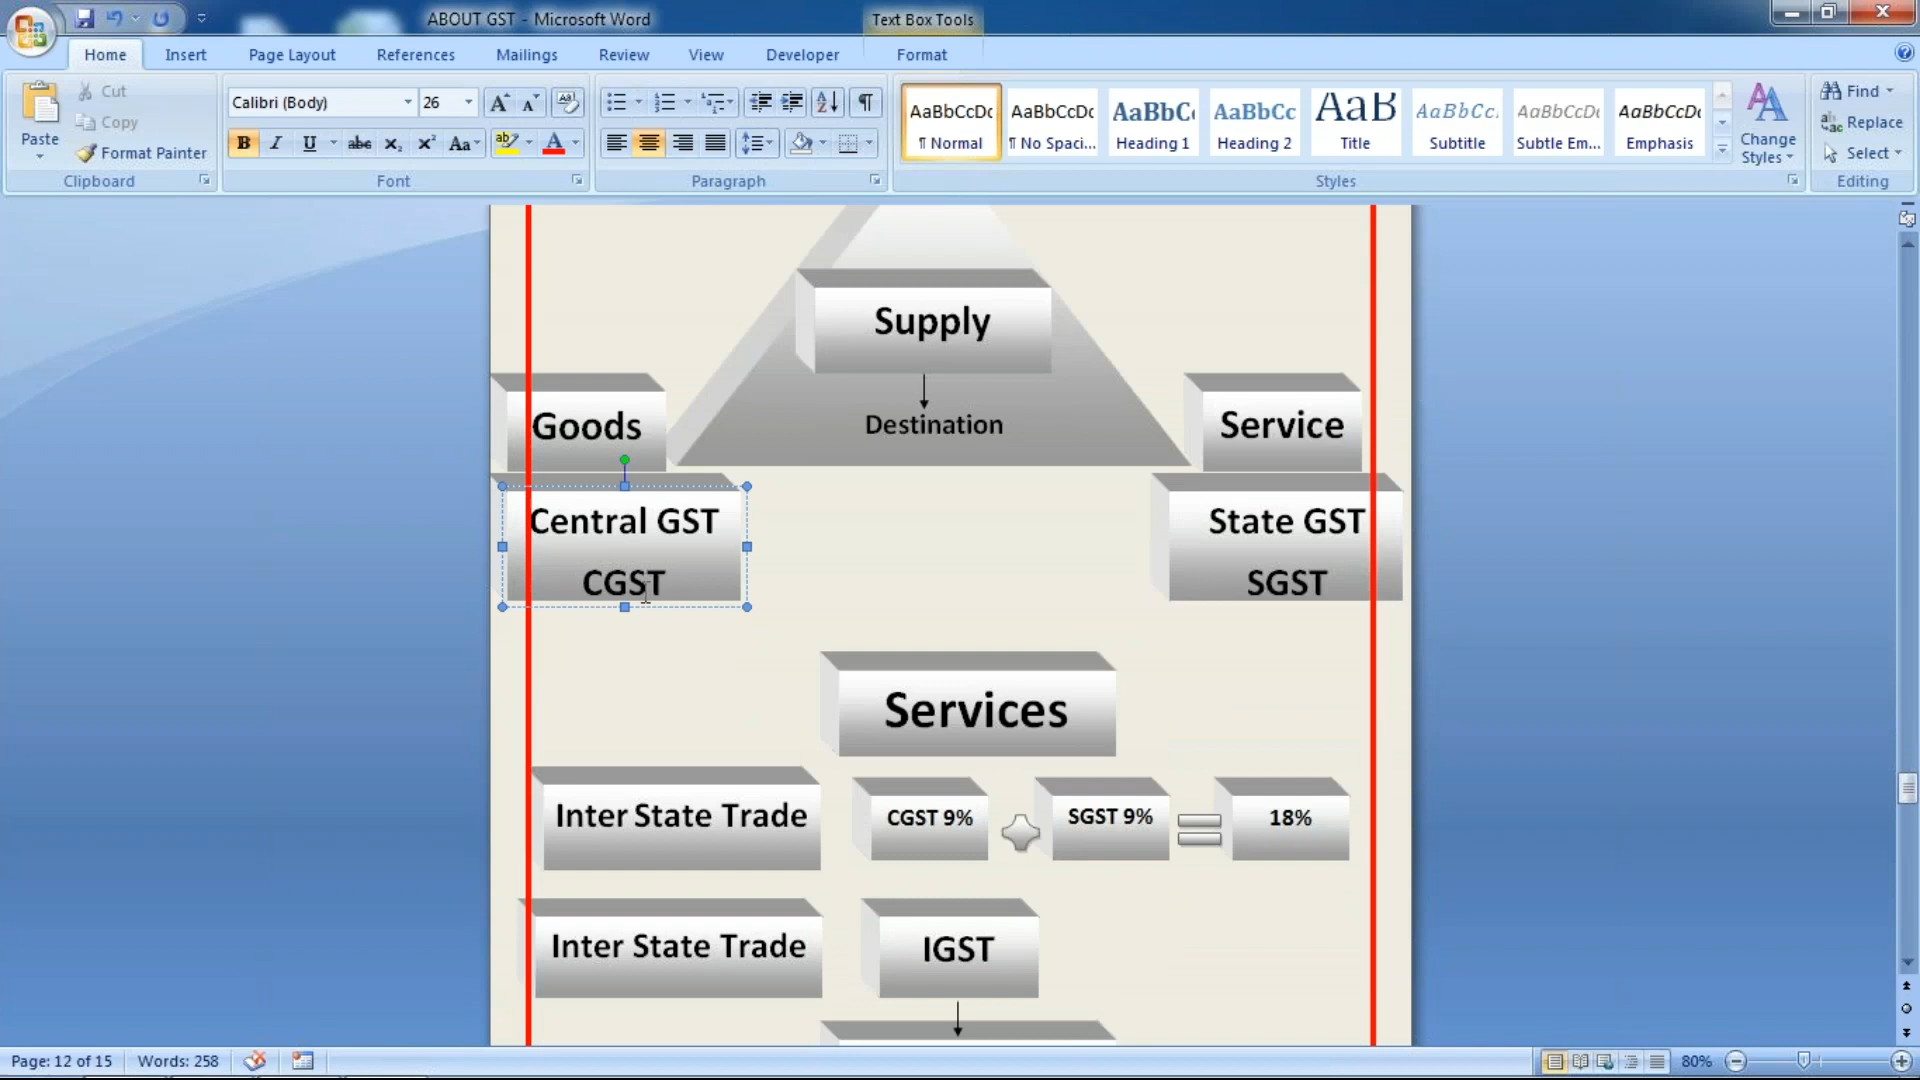 ABOUT GST - Microsoft Word
Text Box Tools
Home
Insert
Page Layout
References
Mailings
Review
View
Developer
Format
Paste
Cut
Copy
Format Painter
Clipboard
Calibri (Body)
26
Font
Paragraph
AaBbCcDc
¶ Normal
AaBbCcDc
¶ No Spaci...
AaBbC
Heading 1
AaBbCc
Heading 2
AaB
Title
AaBbCc.
Subtitle
AaBbCcDc
Subtle Em...
AaBbCcDc
Emphasis
Change
Styles
Styles
Find
Replace
Select
Editing
Supply
Destination
Goods
Service
Central GST
CGST
State GST
SGST
Services
Inter State Trade
CGST 9%
SGST 9%
18%
Inter State Trade
IGST
Page: 12 of 15
Words: 258
80%